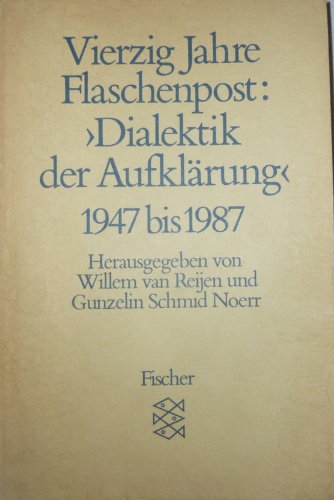 Vierzig Jahre
Flaschenpost:
›Dialektik
der Aufklärung‹
1947 bis 1987
Herausgegeben von
Willem van Reijen und
Gunzelin Schmid Noerr
Fischer